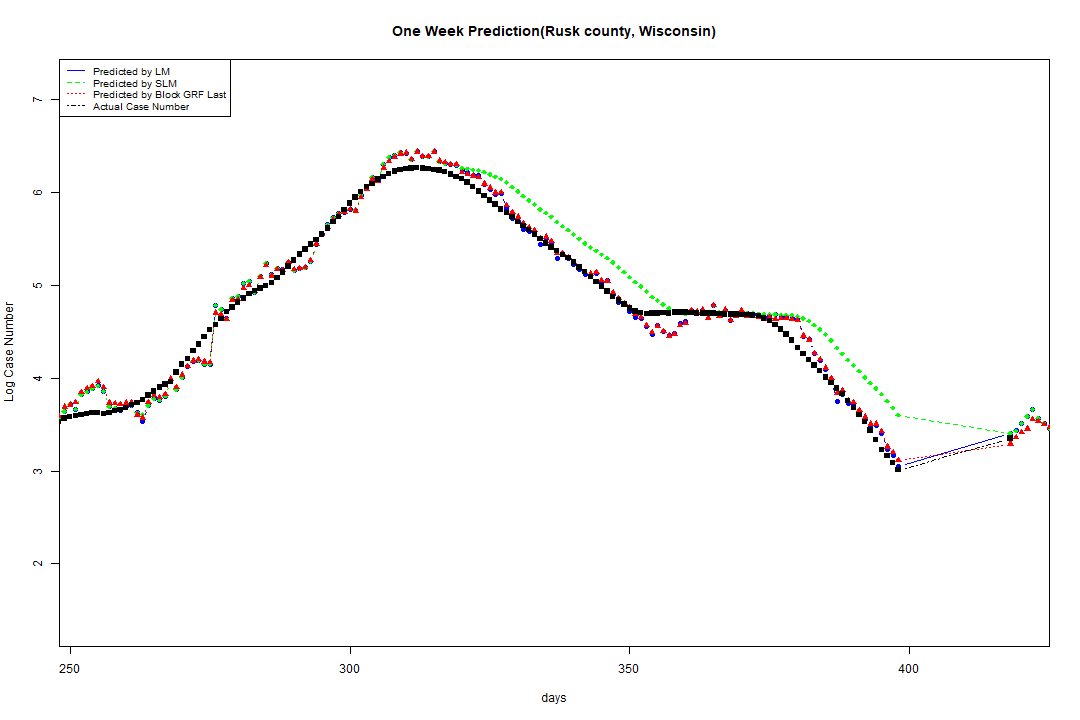 One Week Prediction(Rusk county, Wisconsin)
Predicted by LM
Predicted by SLM
Predicted by Block GRF Last
Actual Case Number
Log Case Number
7
6
5
4
3
2
250 300 350 400
days